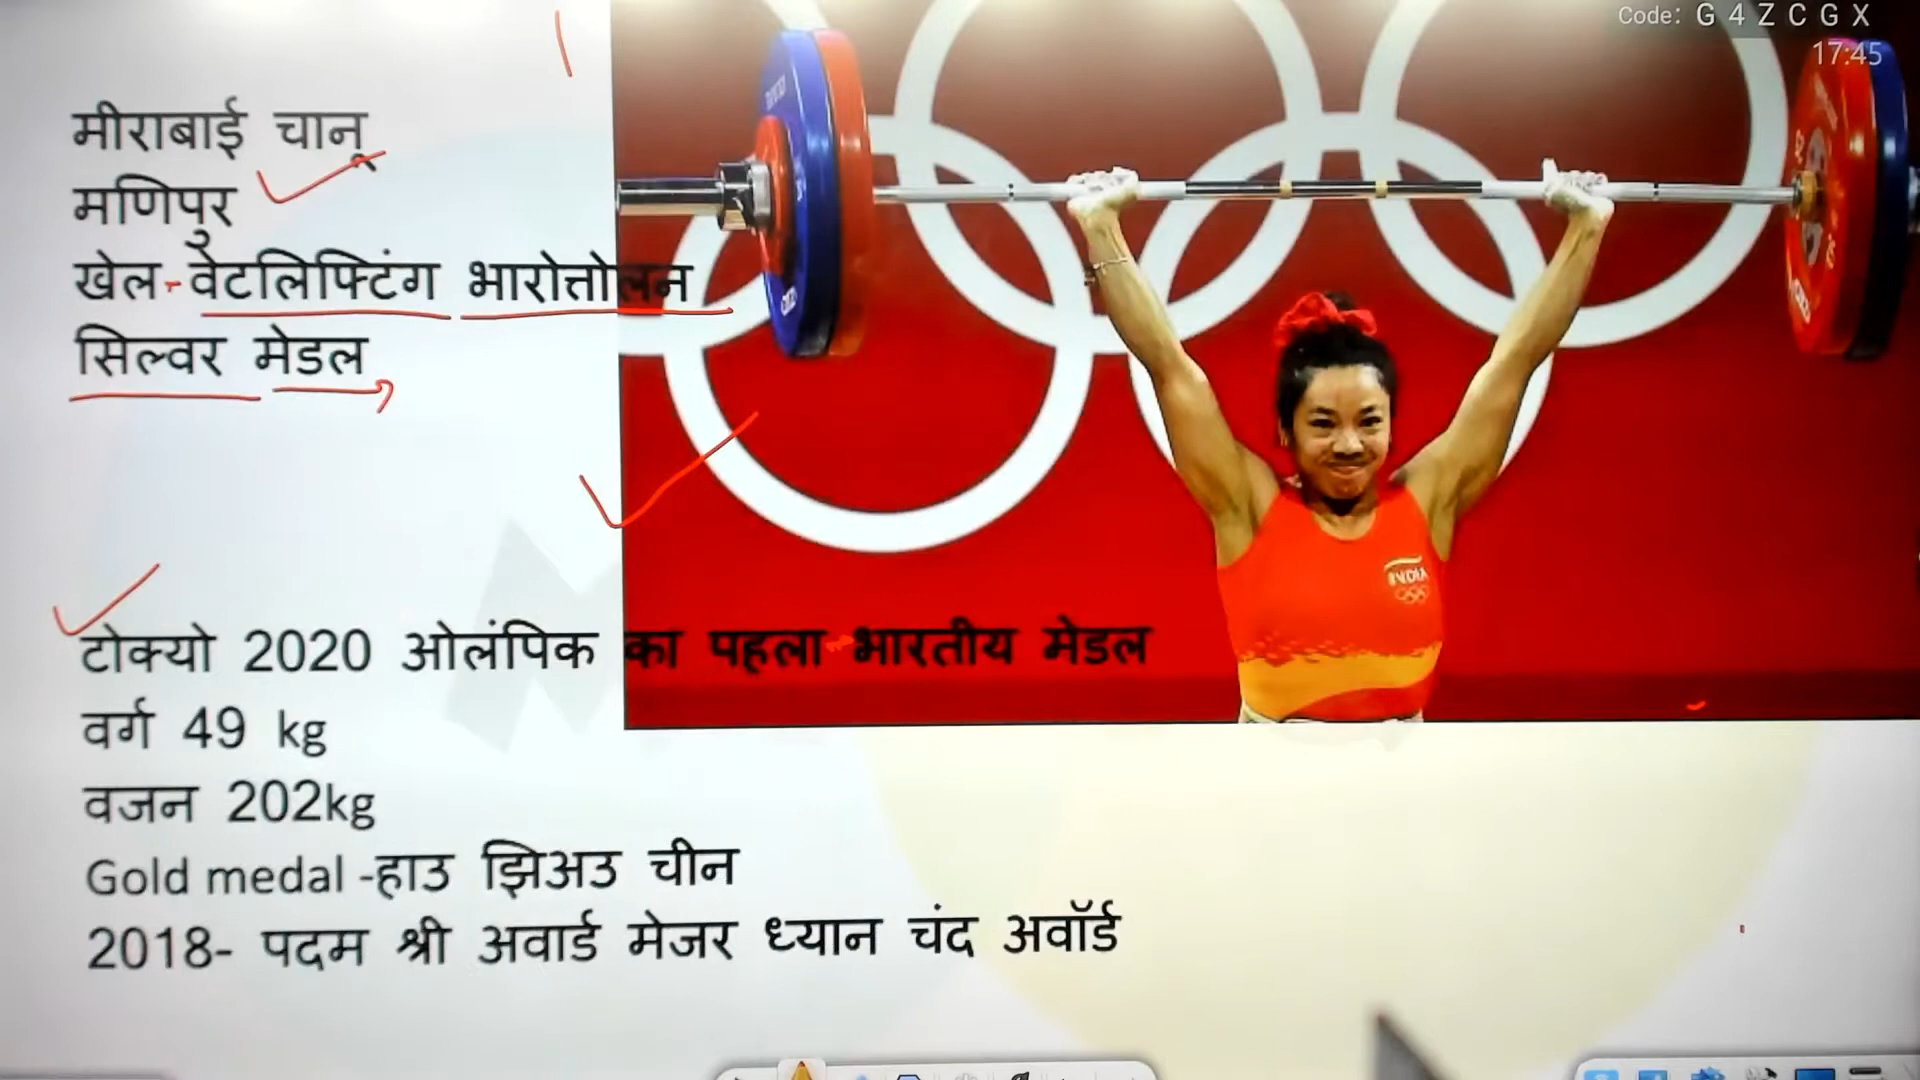 Code: G 4 Z C G X
17:45
मीराबाई चानू
मणिपुर
खेल-वेटलिफ्टिंग भारोत्तोलन
सिल्वर मेडल
INDIA
टोक्यो 2020 ओलंपिक का पहला भारतीय मेडल
वर्ग 49 kg
वजन 202kg
Gold medal -हाउ झिअउ चीन
2018- पदम श्री अवार्ड मेजर ध्यान चंद अवॉर्ड